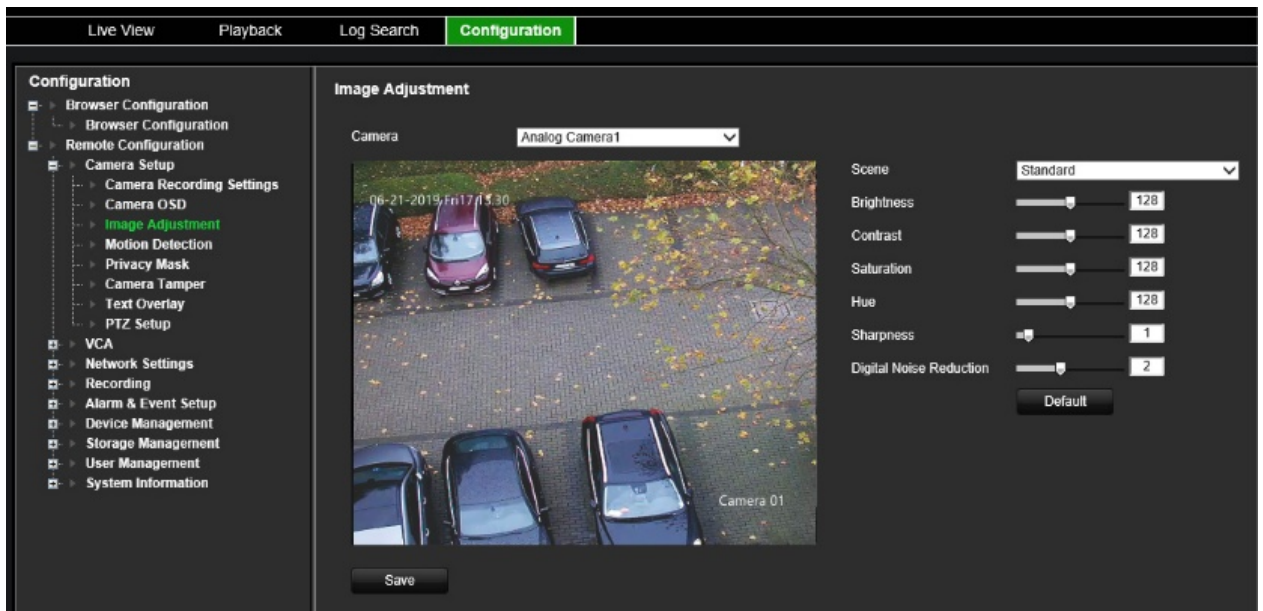 Live View Playback Log Search Configuration
Configuration
Browser Configuration
Browser Configuration
Remote Configuration
Camera Setup
Camera Recording Settings
Camera OSD
Image Adjustment
Motion Detection
Privacy Mask
Camera Tamper
Text Overlay
PTZ Setup
VCA
Network Settings
Recording
Alarm & Event Setup
Device Management
Storage Management
User Management
System Information
Image Adjustment
Camera Analog Camera1
06-21-2019 Fri 17:13:30
Camera 01
Scene Standard
Brightness 128
Contrast 128
Saturation 128
Hue 128
Sharpness 1
Digital Noise Reduction 2
Default
Save